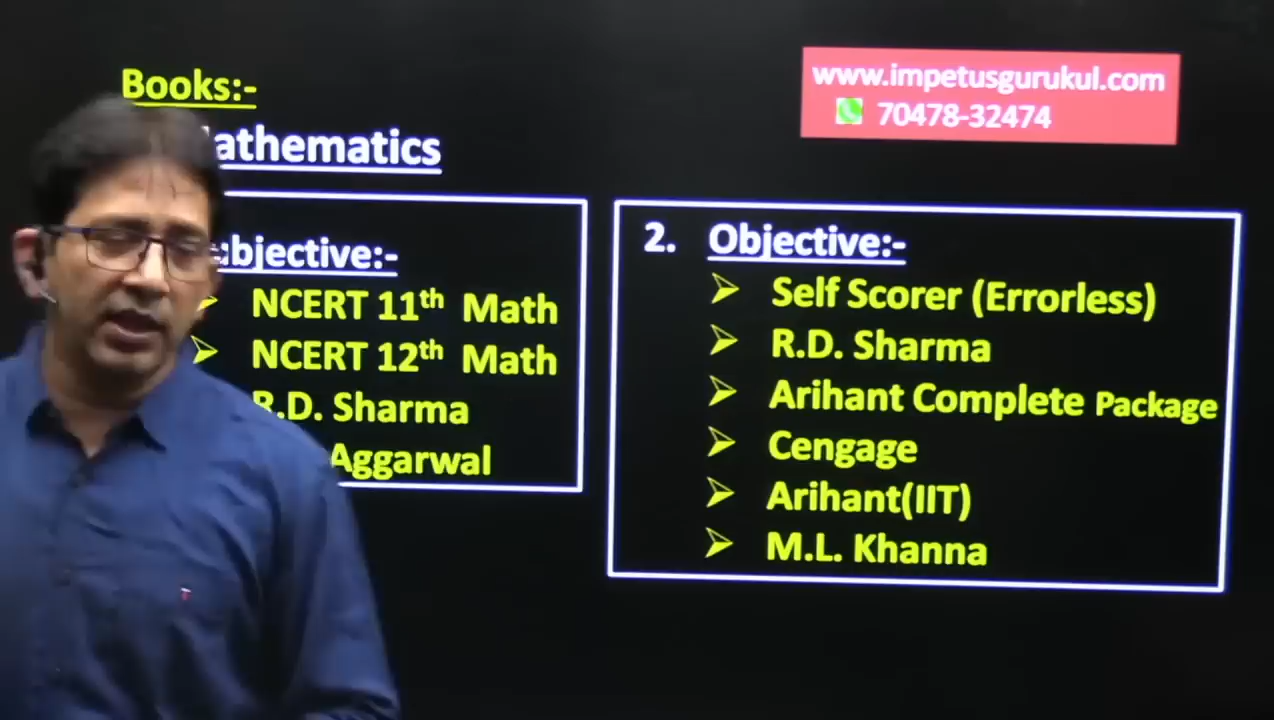 Books:-
athematics
www.impetusgurukul.com
70478-32474
ubjective:-
NCERT 11th Math
NCERT 12th Math
R.D. Sharma
Aggarwal
2. Objective:-
Self Scorer (Errorless)
R.D. Sharma
Arihant Complete Package
Cengage
Arihant(IIT)
M.L. Khanna